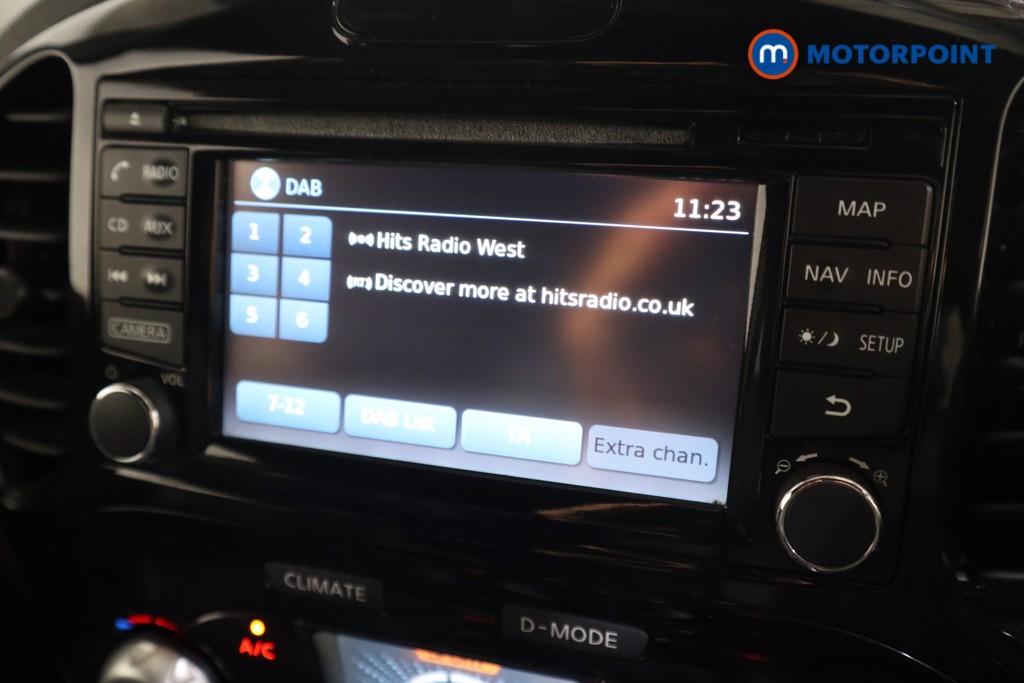 m MOTORPOINT
RADIO
CD AUX
CAMERA
VOL
DAB
11:23
1 2
3 4
5 6
Hits Radio West
(RT) Discover more at hitsradio.co.uk
7-12 DAB List TA Extra chan.
MAP
NAV INFO
SETUP
CLIMATE
D-MODE
A/C